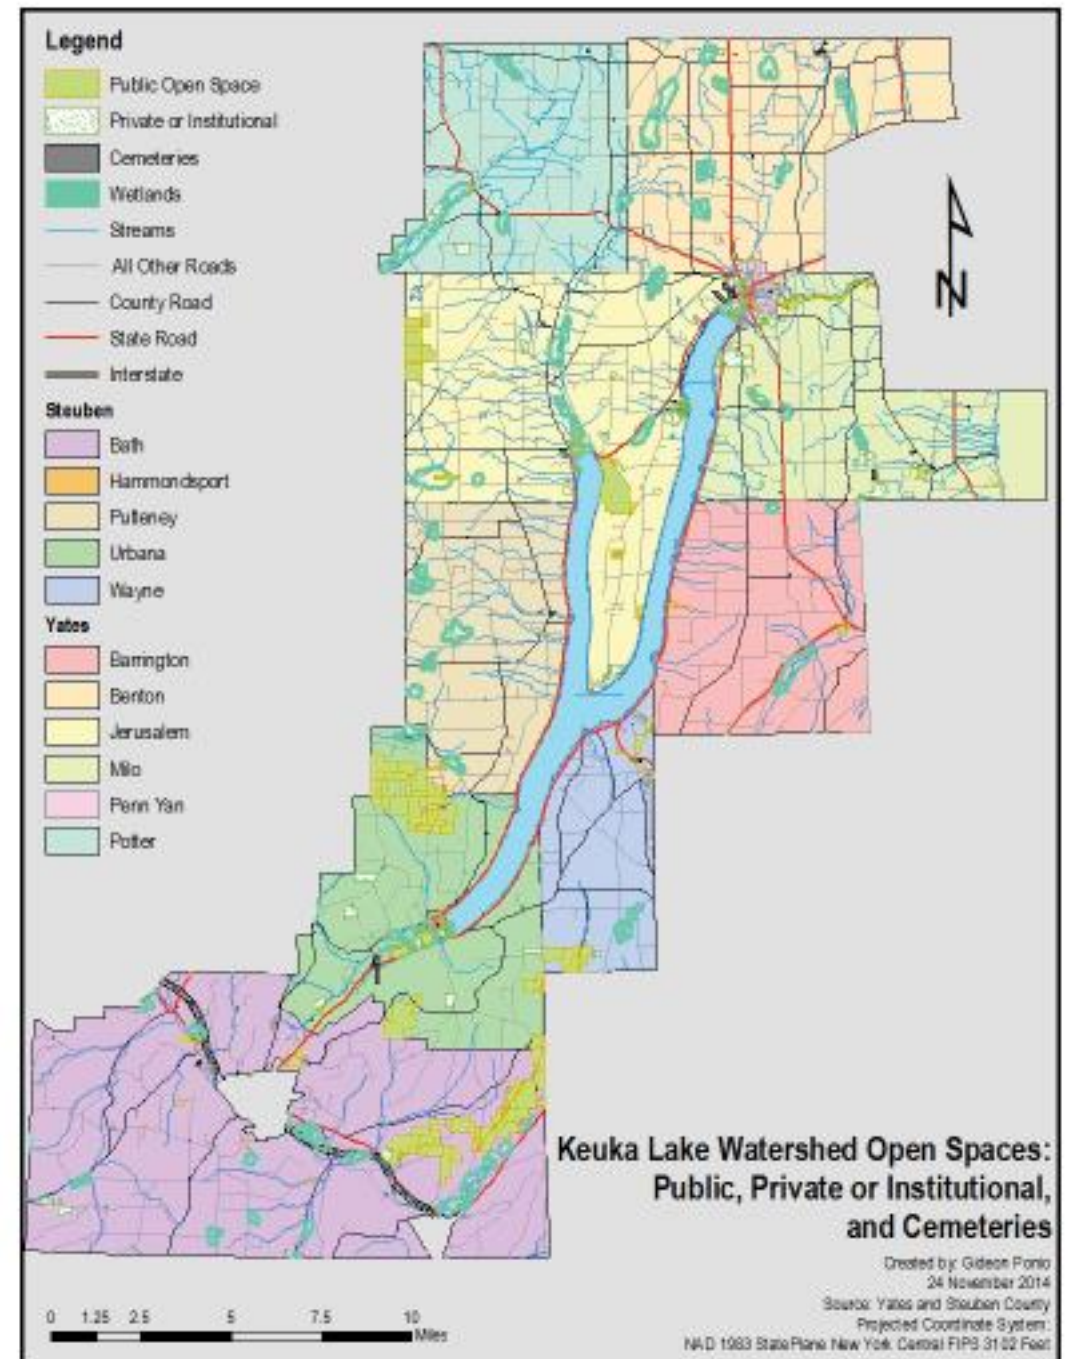 Legend
Public Open Space
Private or Institutional
Cemeteries
Wetlands
Streams
All Other Roads
County Road
State Road
Interstate
Steuben
Bath
Hammondsport
Pulteney
Urbana
Wayne
Yates
Barrington
Benton
Jerusalem
Milo
Penn Yan
Potter
N
Keuka Lake Watershed Open Spaces:
Public, Private or Institutional,
and Cemeteries
Created by: Gideon Porrio
24 November 2014
Source: Yates and Steuben County
Projected Coordinate System:
NAD 1983 StatePlane New York Central FIPS 3102 Feet
0 1.25 2.5 5 7.5 10
Miles